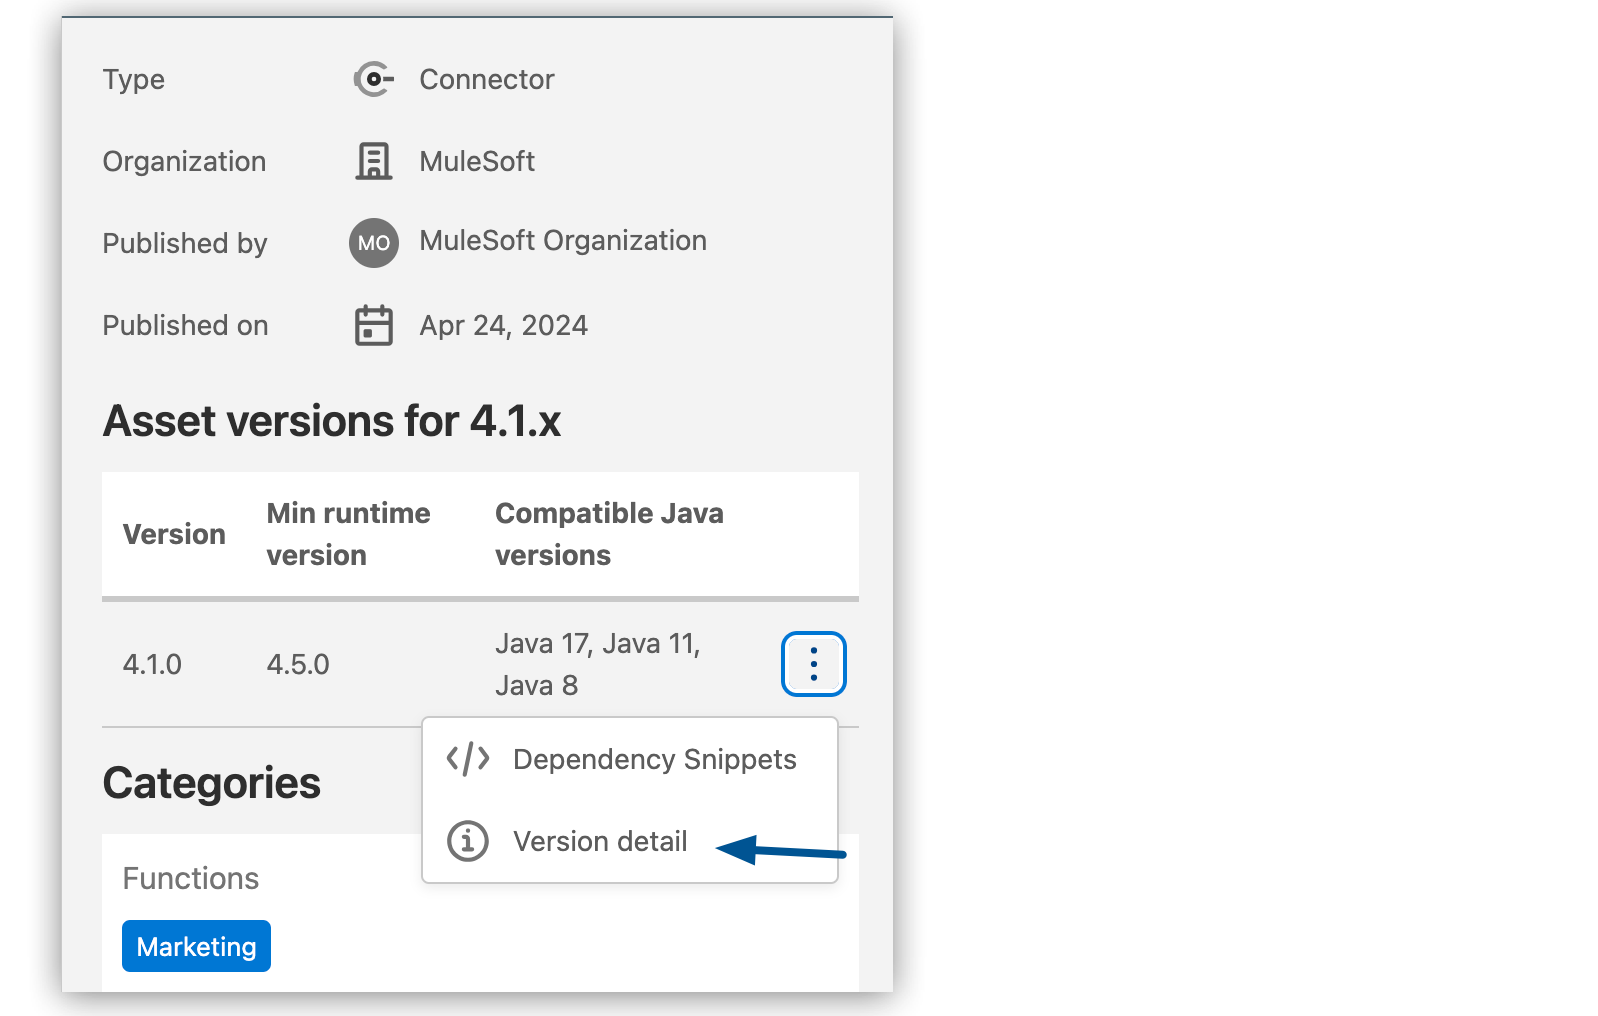 Type Connector
Organization MuleSoft
Published by MO MuleSoft Organization
Published on Apr 24, 2024
Asset versions for 4.1.x
Version Min runtime version Compatible Java versions
4.1.0 4.5.0 Java 17, Java 11, Java 8
Dependency Snippets
Version detail
Categories
Functions
Marketing